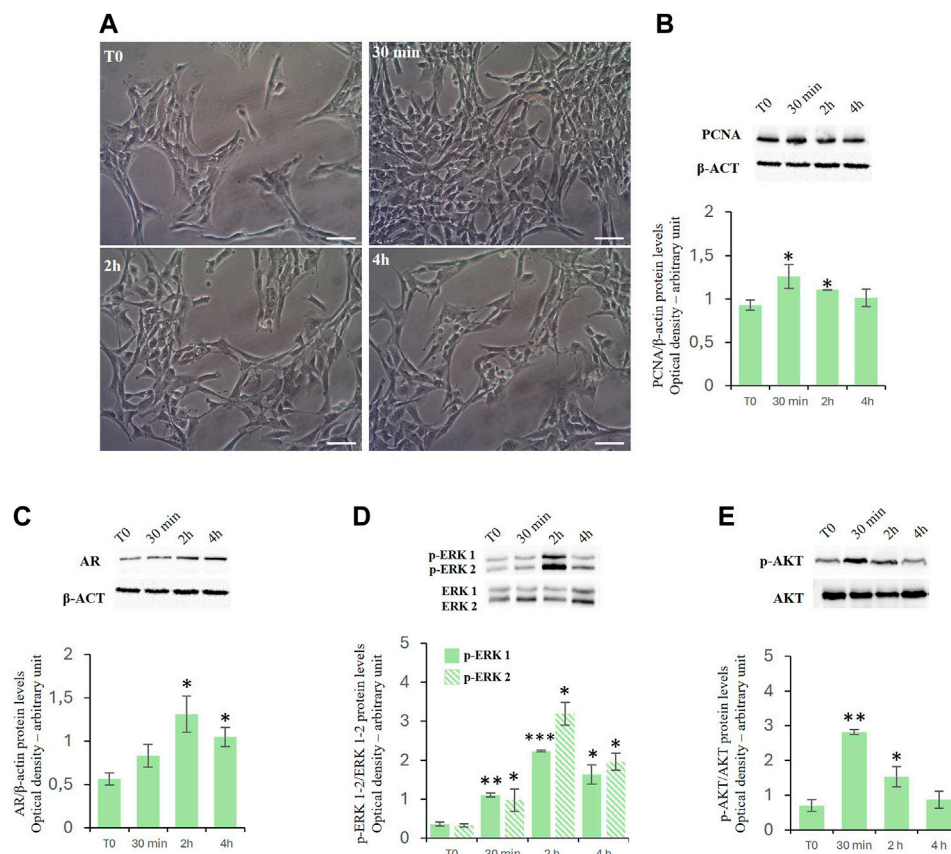 A
T0
30 min
2h
4h
B
T0
30 min
2h
4h
PCNA
β-ACT
PCNA/β-actin protein levels
Optical density – arbitrary unit
2
1,5
1
0,5
0
*
*
T0
30 min
2h
4h
C
T0
30 min
2h
4h
AR
β-ACT
AR/β-actin protein levels
Optical density – arbitrary unit
2
1,5
1
0,5
0
*
*
T0
30 min
2h
4h
D
T0
30 min
2h
4h
p-ERK 1
p-ERK 2
ERK 1
ERK 2
p-ERK 1-2/ERK 1-2 protein levels
Optical density – arbitrary unit
5
4
3
2
1
0
p-ERK 1
p-ERK 2
**
*
***
*
*
*
T0
30 min
2 h
4 h
E
T0
30 min
2h
4h
p-AKT
AKT
p-AKT/AKT protein levels
Optical density – arbitrary unit
5
4
3
2
1
0
**
*
T0
30 min
2 h
4 h